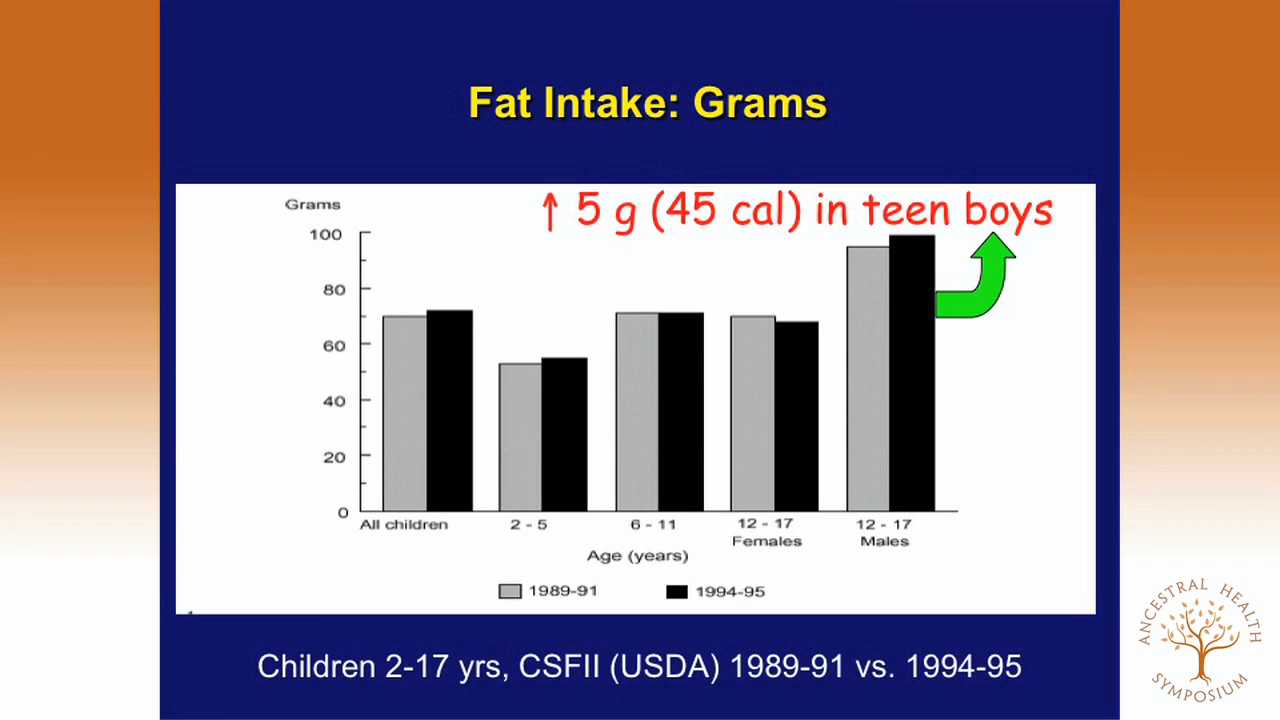 Fat Intake: Grams
Grams
↑ 5 g (45 cal) in teen boys
100
80
60
40
20
0
All children
2 - 5
6 - 11
12 - 17
Females
12 - 17
Males
Age (years)
1989-91
1994-95
Children 2-17 yrs, CSFII (USDA) 1989-91 vs. 1994-95
ANCESTRAL HEALTH
SYMPOSIUM